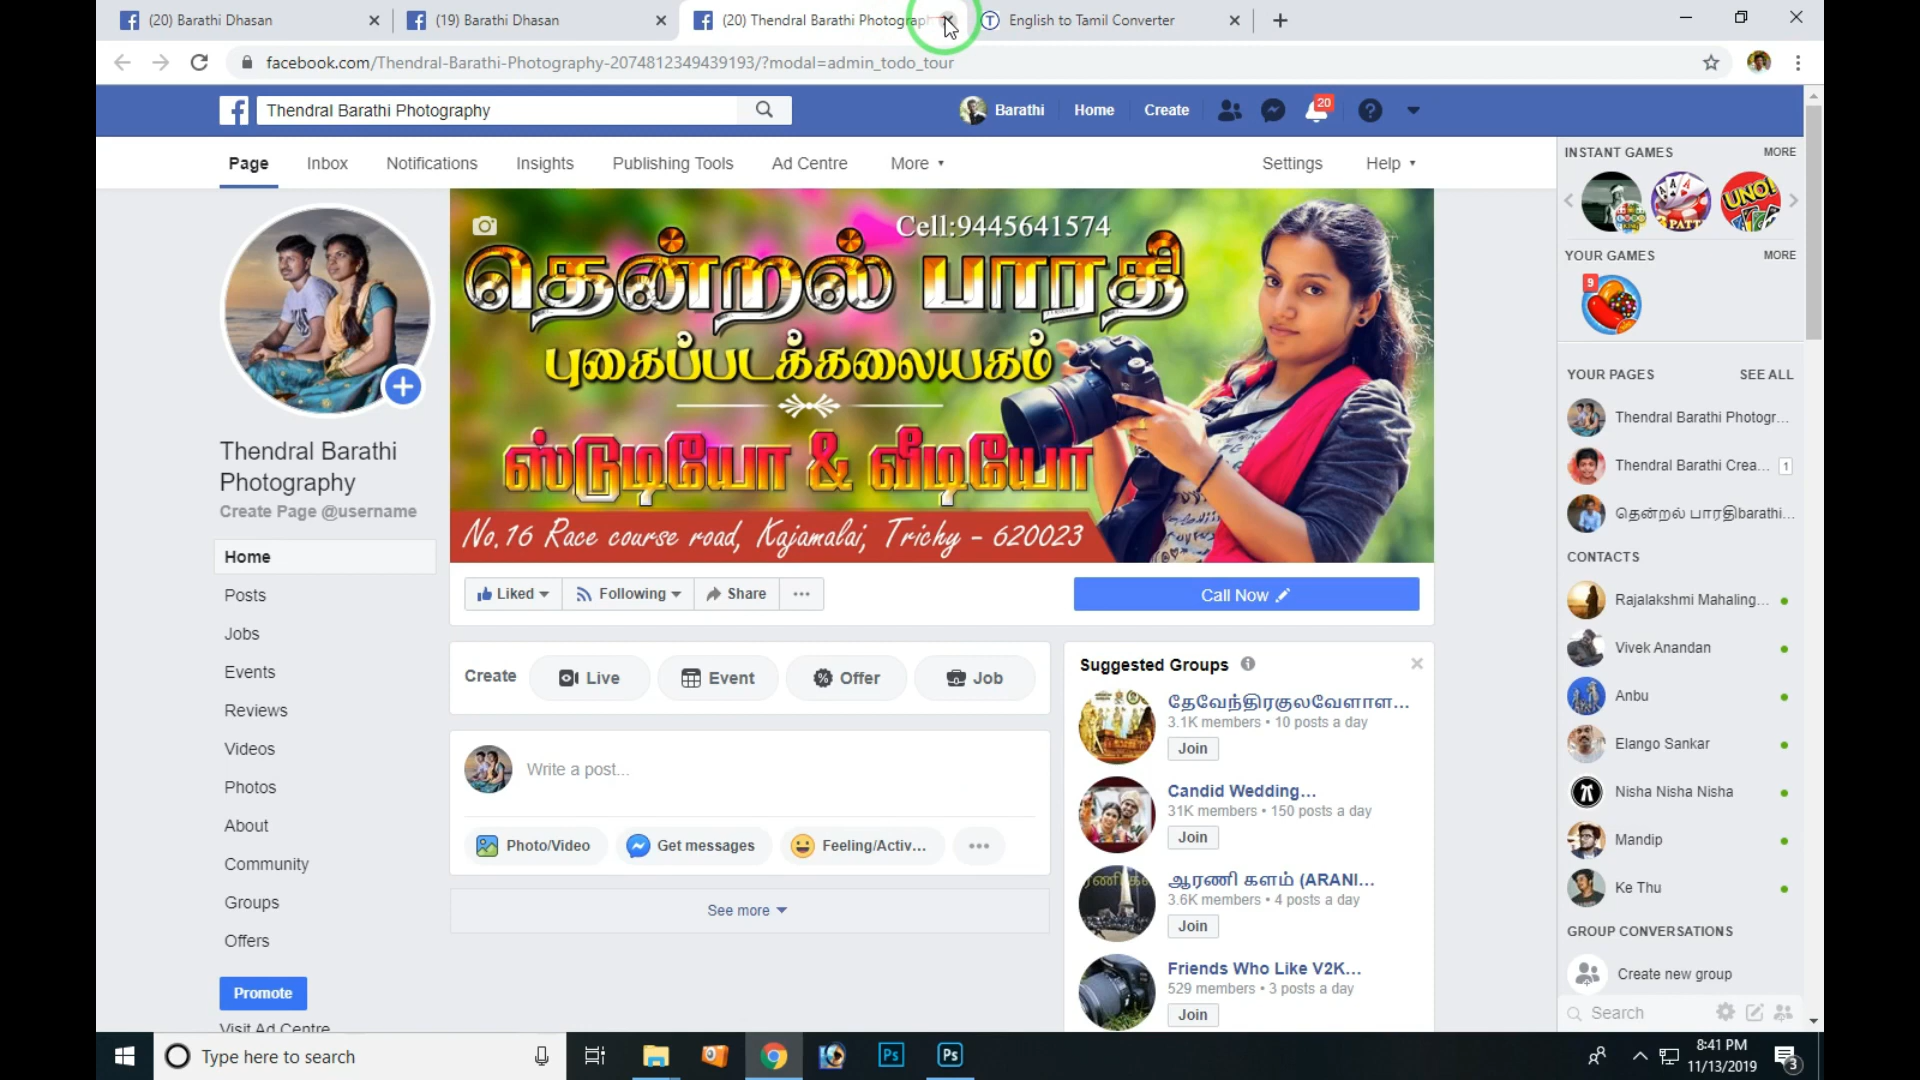 (20) Barathi Dhasan
(19) Barathi Dhasan
(20) Thendral Barathi Photograp
English to Tamil Converter
facebook.com/Thendral-Barathi-Photography-2074812349439193/?modal=admin_todo_tour
Thendral Barathi Photography
Barathi
Home
Create
20
Page
Inbox
Notifications
Insights
Publishing Tools
Ad Centre
More
Settings
Help
Cell:9445641574
தென்றல் பாரதி
புகைப்படக்கலையகம்
ஸ்டுடியோ & வீடியோ
No.16 Race course road, Kajamalai, Trichy - 620023
Thendral Barathi
Photography
Create Page @username
Home
Posts
Jobs
Events
Reviews
Videos
Photos
About
Community
Groups
Offers
Promote
Visit Ad Centre
Liked
Following
Share
Call Now
Create
Live
Event
Offer
Job
Write a post...
Photo/Video
Get messages
Feeling/Activ...
See more
Suggested Groups
தேவேந்திரகுலவேளாள...
3.1K members • 10 posts a day
Join
Candid Wedding...
31K members • 150 posts a day
Join
ஆரணி களம் (ARANI...
3.6K members • 4 posts a day
Join
Friends Who Like V2K...
529 members • 3 posts a day
Join
INSTANT GAMES
MORE
3PATTI
UNO!
YOUR GAMES
MORE
9
YOUR PAGES
SEE ALL
Thendral Barathi Photogr...
Thendral Barathi Crea...
1
தென்றல் பாரதிbarathi...
CONTACTS
Rajalakshmi Mahaling...
Vivek Anandan
Anbu
Elango Sankar
Nisha Nisha Nisha
Mandip
Ke Thu
GROUP CONVERSATIONS
Create new group
Search
Type here to search
Ps
Ps
8:41 PM
11/13/2019
3